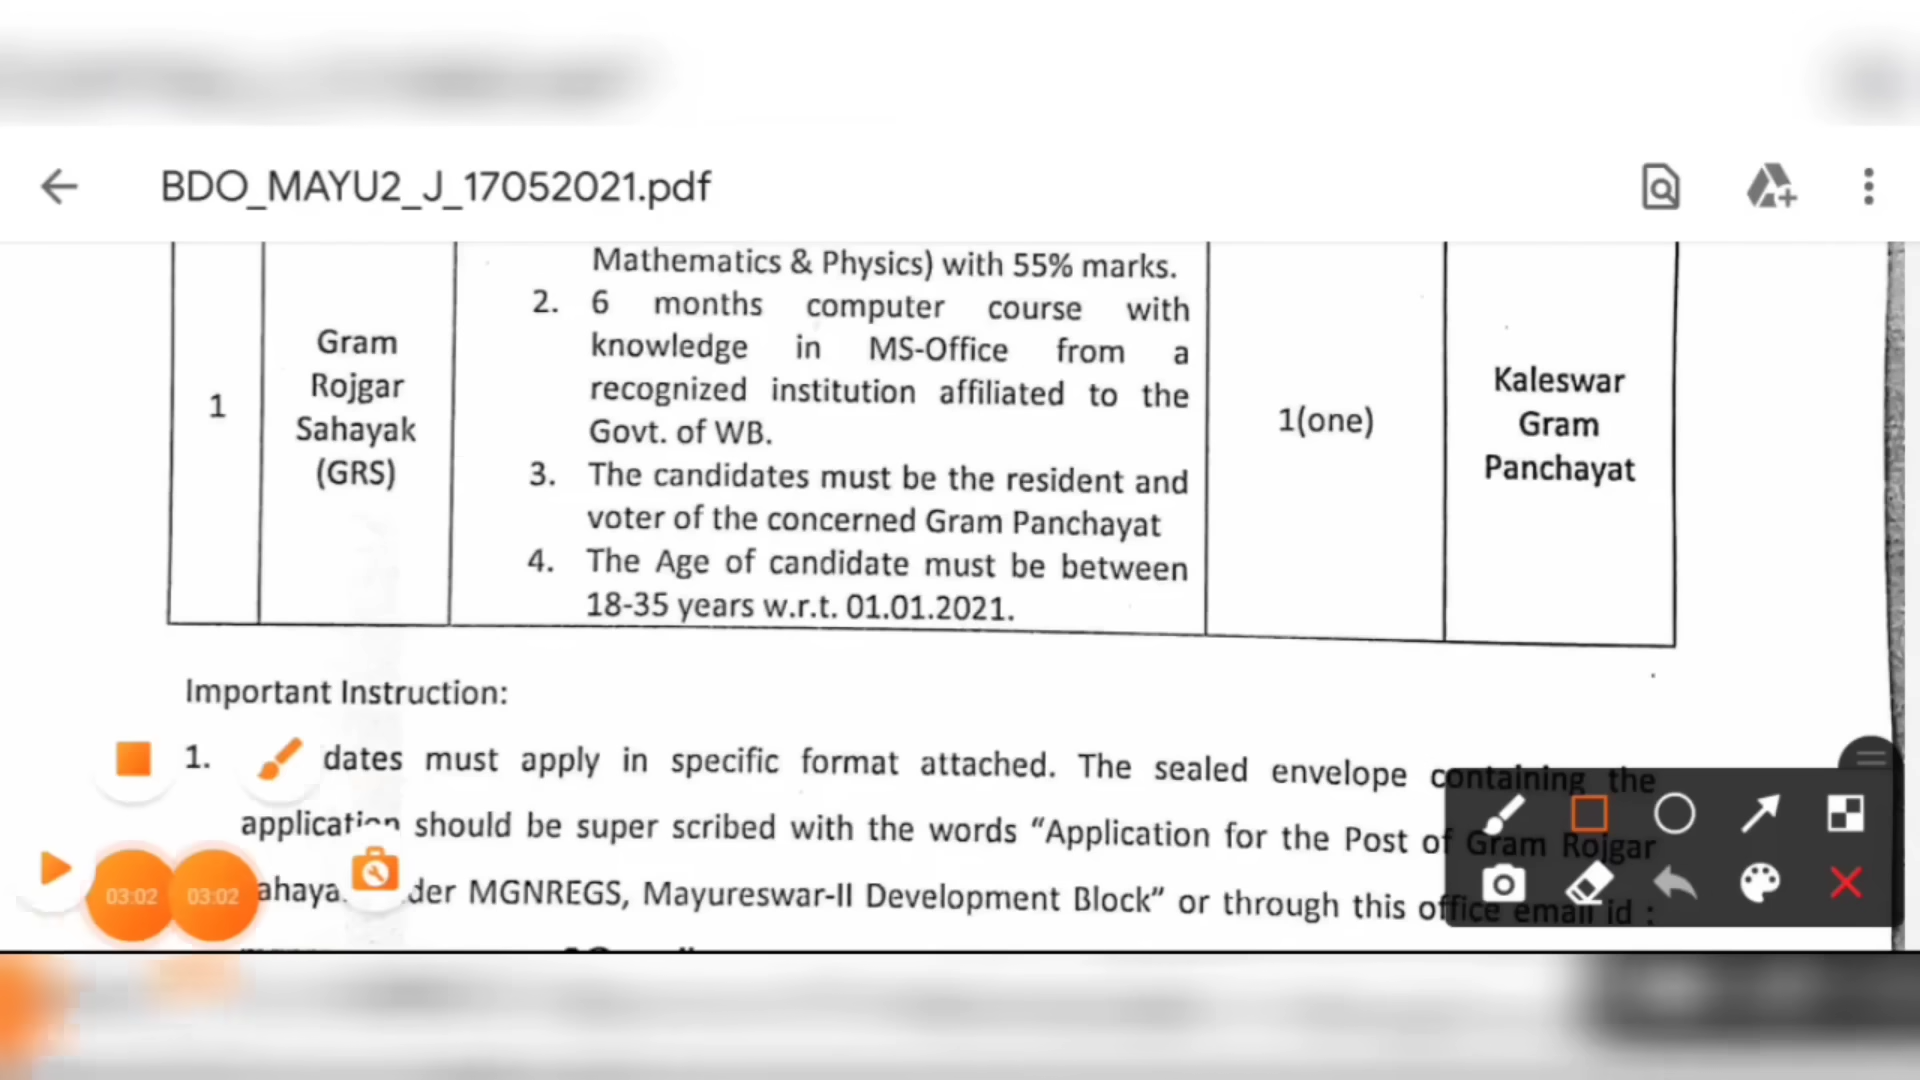 BDO_MAYU2_J_17052021.pdf
Mathematics & Physics) with 55% marks.
2. 6 months computer course with
knowledge in MS-Office from a
recognized institution affiliated to the
Govt. of WB.
3. The candidates must be the resident and
voter of the concerned Gram Panchayat
4. The Age of candidate must be between
18-35 years w.r.t. 01.01.2021.
1
Gram
Rojgar
Sahayak
(GRS)
1(one)
Kaleswar
Gram
Panchayat
Important Instruction:
1. dates must apply in specific format attached. The sealed envelope containing the
application should be super scribed with the words “Application for the Post of Gram Rojgar
ahaya der MGNREGS, Mayureswar-II Development Block” or through this office email id :
03:02
03:02